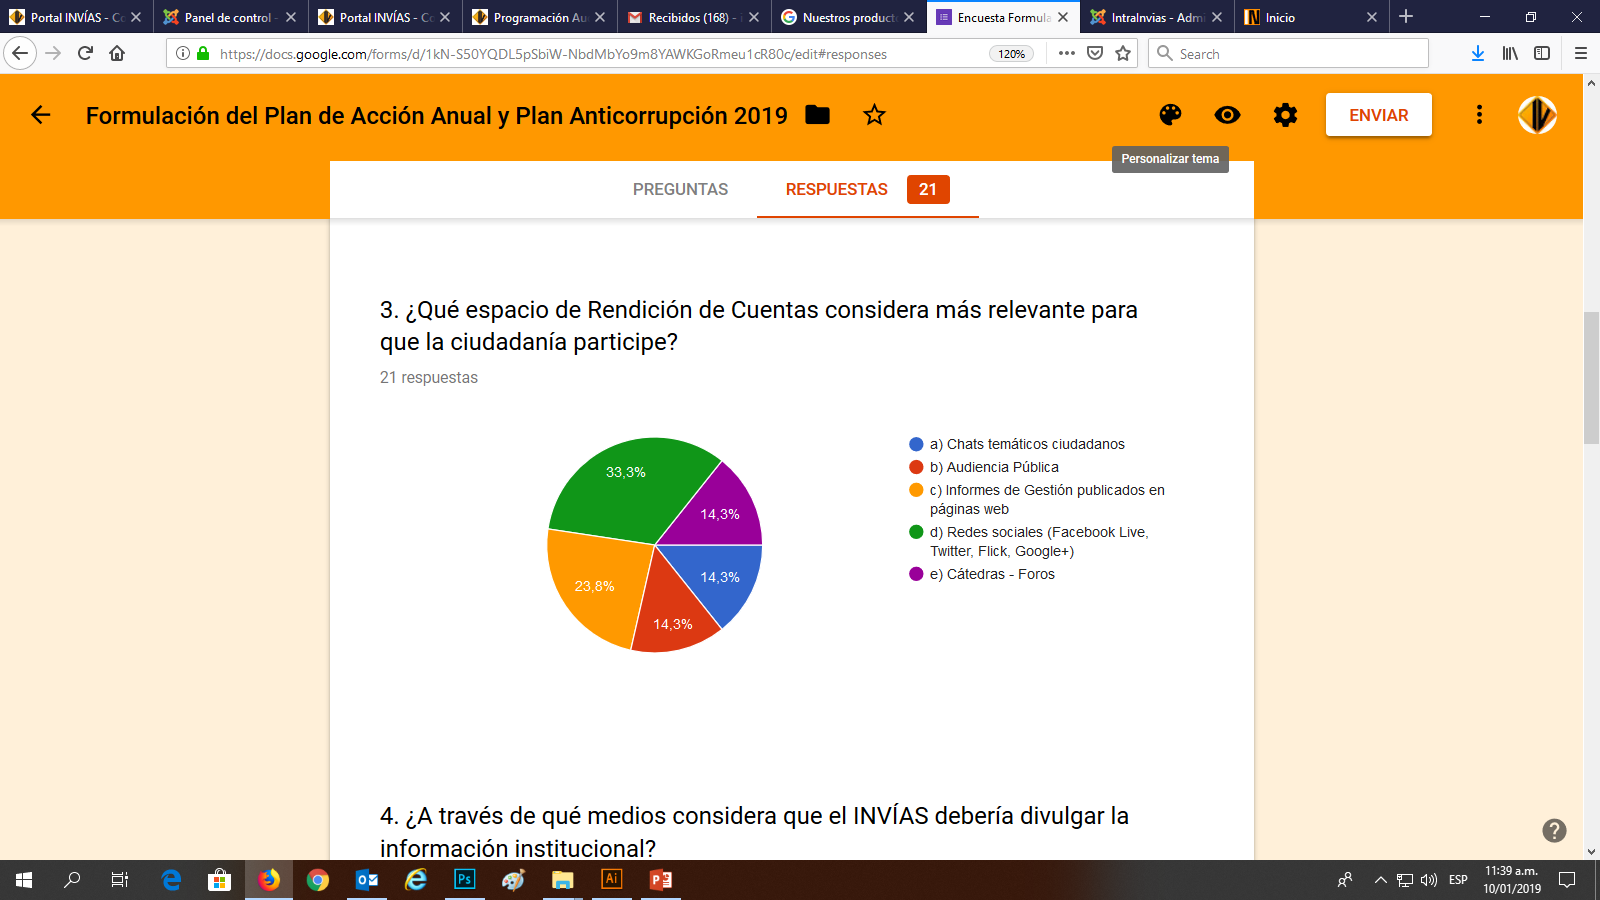 Portal INVÍAS - Co
Panel de control -
Portal INVÍAS - Co
Programación Au
Recibidos (168) -
Nuestros product
Encuesta Formula
IntraInvias - Admi
Inicio
https://docs.google.com/forms/d/1kN-S50YQDL5pSbiW-NbdMbYo9m8YAWKGoRmeu1cR80c/edit#responses
120%
Search
Formulación del Plan de Acción Anual y Plan Anticorrupción 2019
ENVIAR
Personalizar tema
PREGUNTAS
RESPUESTAS 21
3. ¿Qué espacio de Rendición de Cuentas considera más relevante para
que la ciudadanía participe?
21 respuestas
33,3%
14,3%
14,3%
23,8%
14,3%
a) Chats temáticos ciudadanos
b) Audiencia Pública
c) Informes de Gestión publicados en
páginas web
d) Redes sociales (Facebook Live,
Twitter, Flick, Google+)
e) Cátedras - Foros
4. ¿A través de qué medios considera que el INVÍAS debería divulgar la
información institucional?
Ps
Ai
ESP
11:39 a.m.
10/01/2019